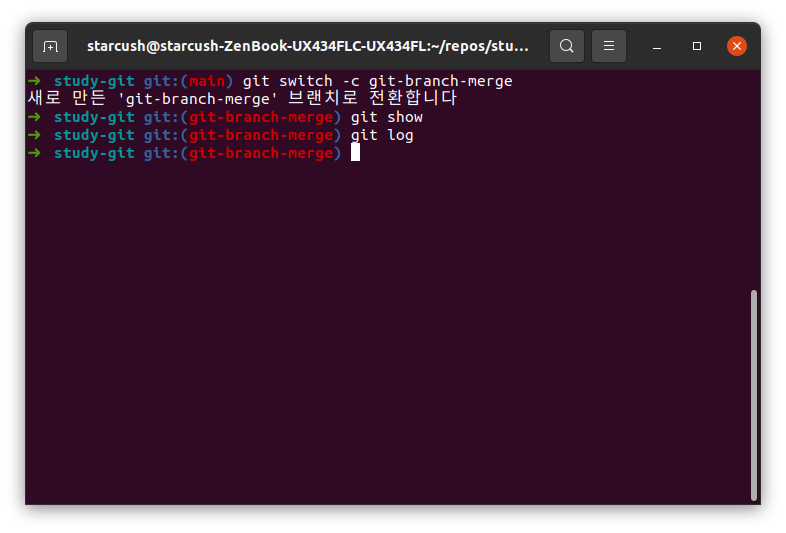 starcush@starcush-ZenBook-UX434FLC-UX434FL:~/repos/stu...
➜ study-git git:(main) git switch -c git-branch-merge
새로 만든 'git-branch-merge' 브랜치로 전환합니다
➜ study-git git:(git-branch-merge) git show
➜ study-git git:(git-branch-merge) git log
➜ study-git git:(git-branch-merge)